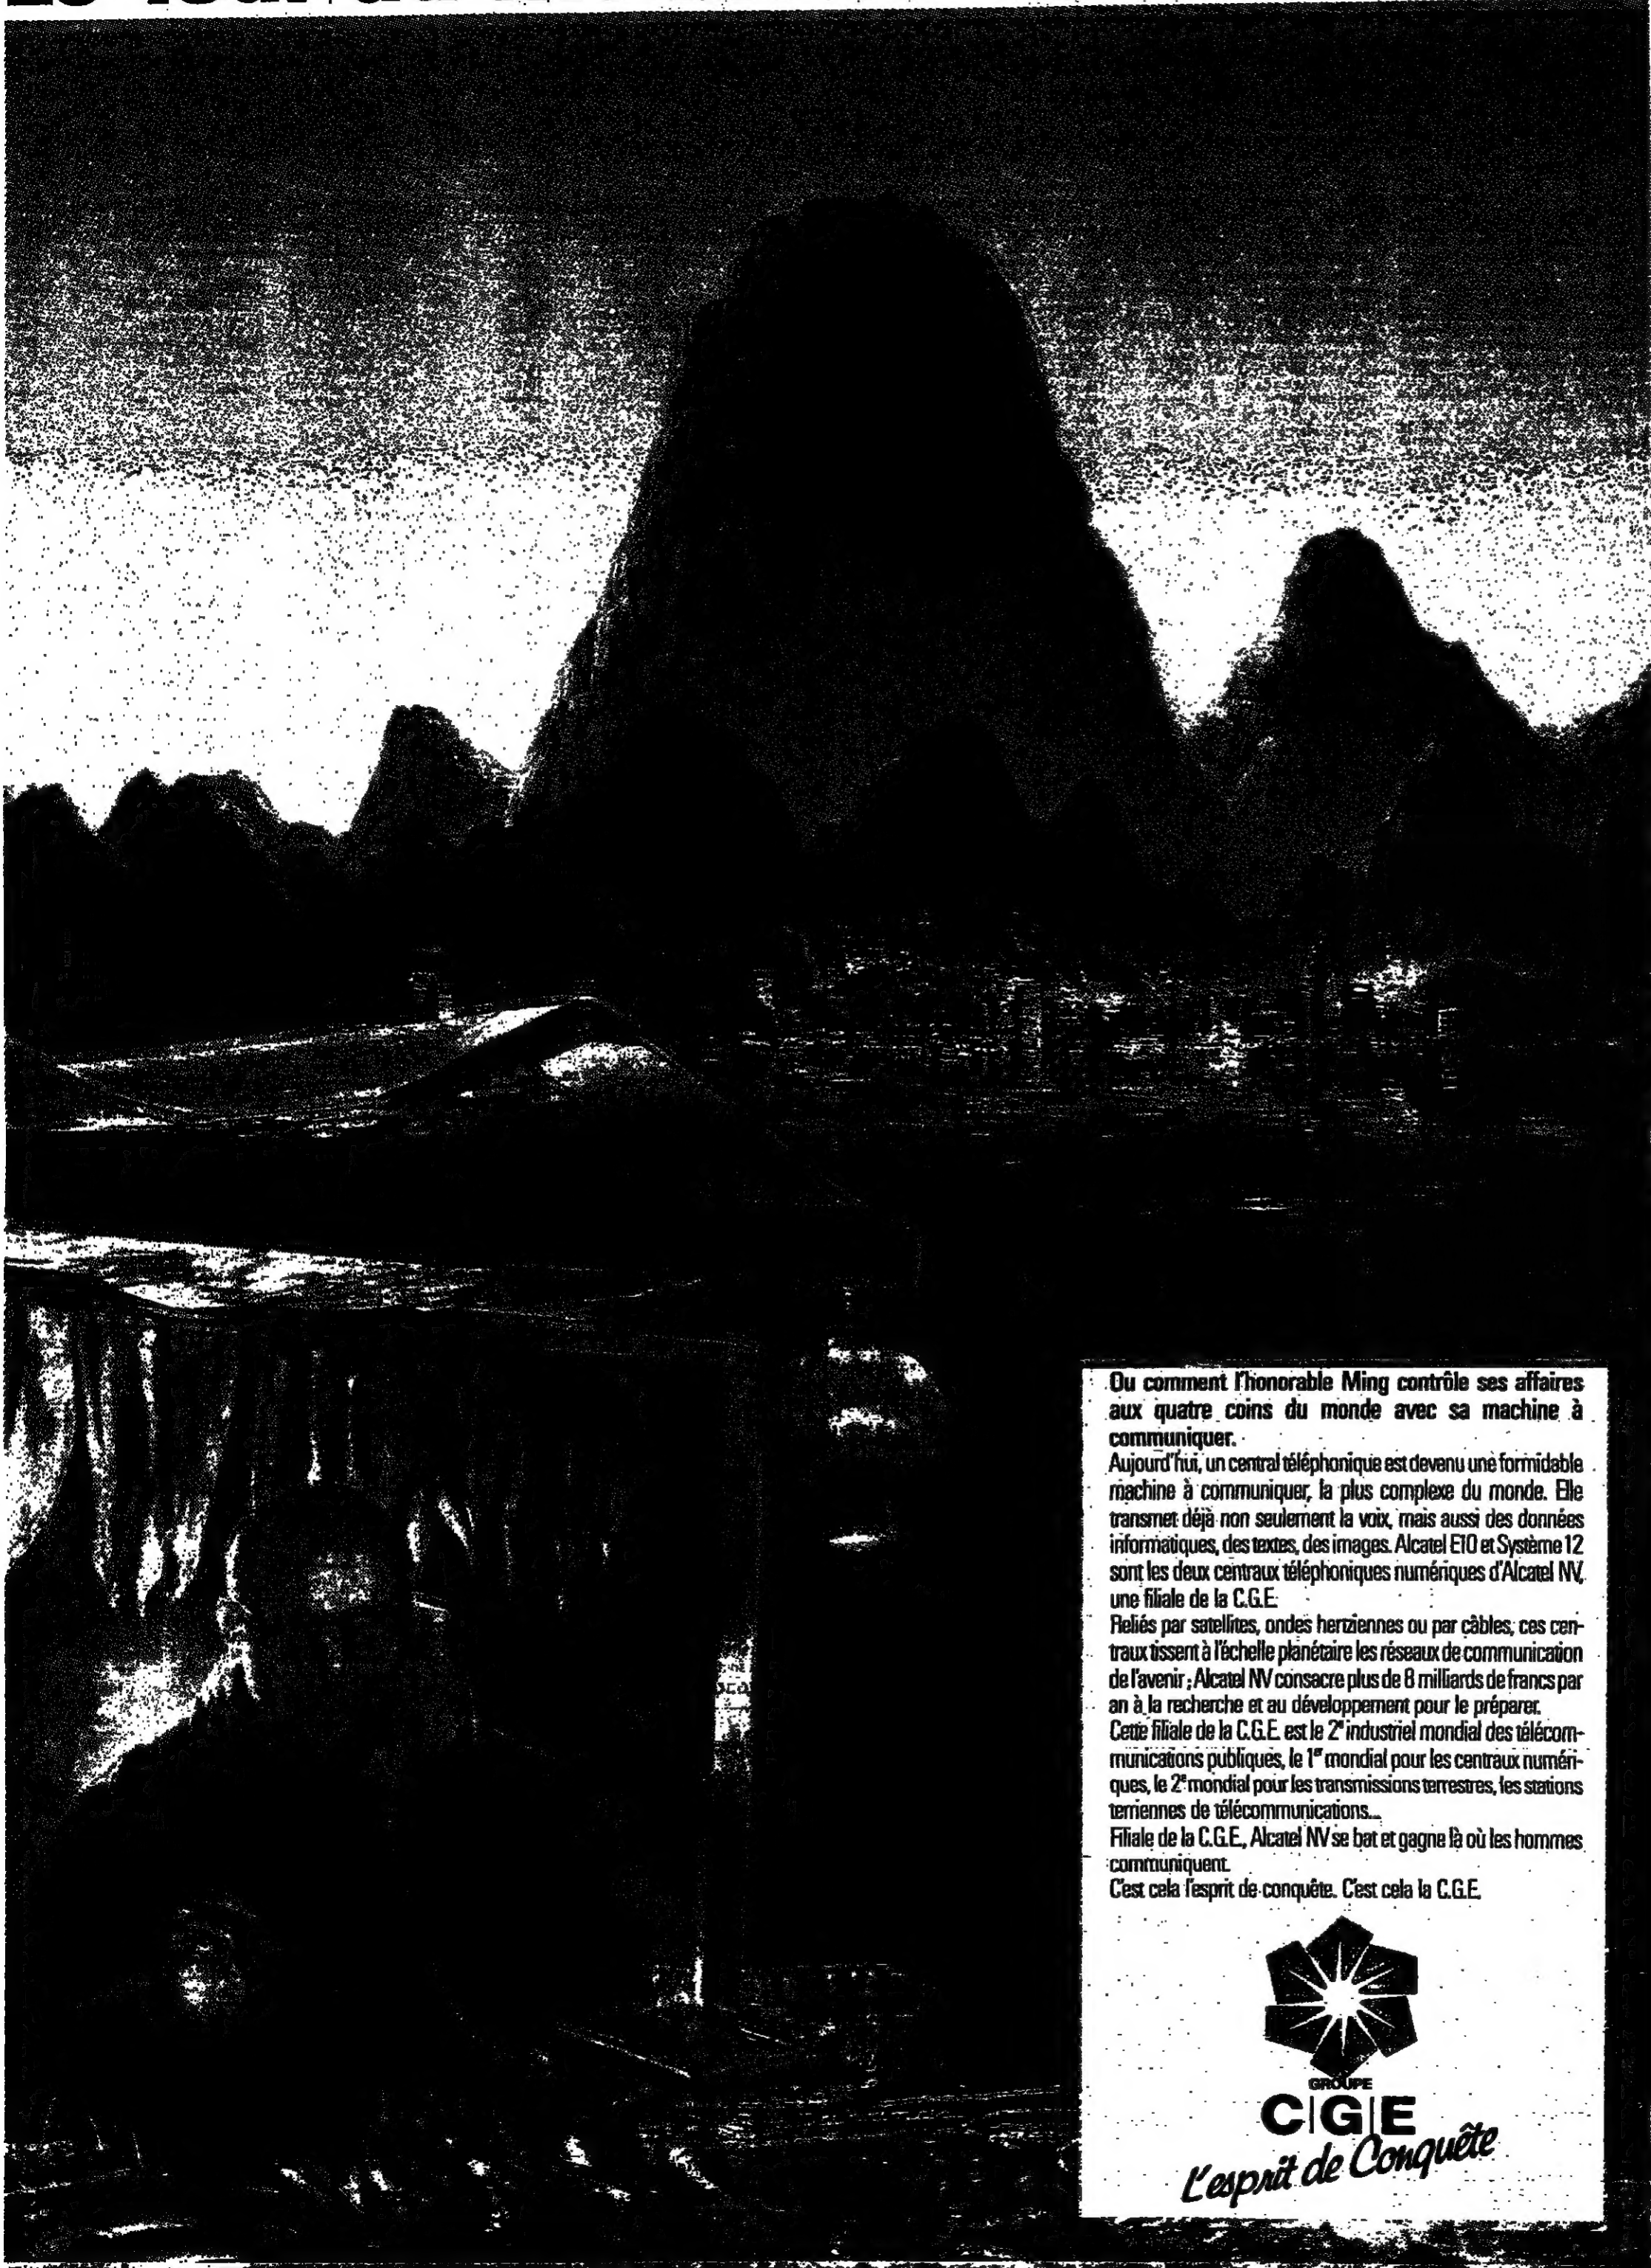 Ou comment l'honorable Ming contrôle ses affaires
aux quatre coins du monde avec sa machine à
communiquer.
Aujourd'hui, un central téléphonique est devenu une formidable
machine à communiquer, la plus complexe du monde. Elle
transmet déjà non seulement la voix, mais aussi des données
informatiques, des textes, des images. Alcatel E10 et Système 12
sont les deux centraux téléphoniques numériques d'Alcatel NV,
une filiale de la C.G.E.
Reliés par satellites, ondes hertziennes ou par câbles, ces cen-
traux tissent à l'échelle planétaire les réseaux de communication
de l'avenir ; Alcatel NV consacre plus de 8 milliards de francs par
an à la recherche et au développement pour le préparer.
Cette filiale de la C.G.E. est le 2e industriel mondial des télécom-
munications publiques, le 1er mondial pour les centraux numéri-
ques, le 2e mondial pour les transmissions terrestres, les stations
terriennes de télécommunications...
Filiale de la C.G.E., Alcatel NV se bat et gagne là où les hommes
communiquent.
C'est cela l'esprit de conquête. C'est cela la C.G.E.
GROUPE
C|G|E
L'esprit de Conquête